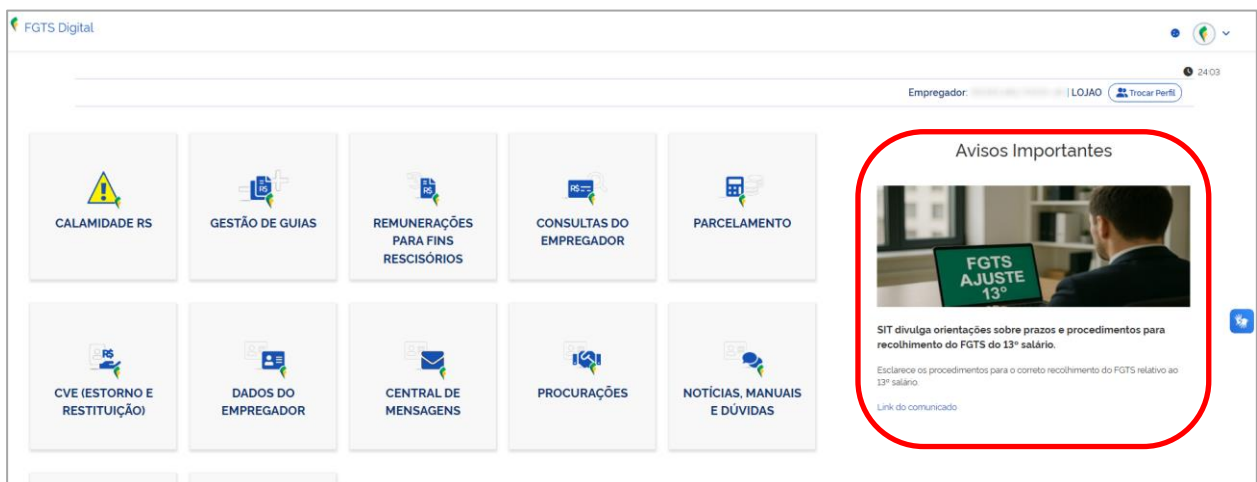 FGTS Digital
24:03
Empregador:
| LOJAO
Trocar Perfil
CALAMIDADE RS
R$
GESTÃO DE GUIAS
R$
REMUNERAÇÕES
PARA FINS
RESCISÓRIOS
R$
CONSULTAS DO
EMPREGADOR
PARCELAMENTO
R$
CVE (ESTORNO E
RESTITUIÇÃO)
DADOS DO
EMPREGADOR
CENTRAL DE
MENSAGENS
PROCURAÇÕES
NOTÍCIAS, MANUAIS
E DÚVIDAS
Avisos Importantes
FGTS
AJUSTE
13º
SIT divulga orientações sobre prazos e procedimentos para
recolhimento do FGTS do 13º salário.
Esclarece os procedimentos para o correto recolhimento do FGTS relativo ao
13º salário.
Link do comunicado